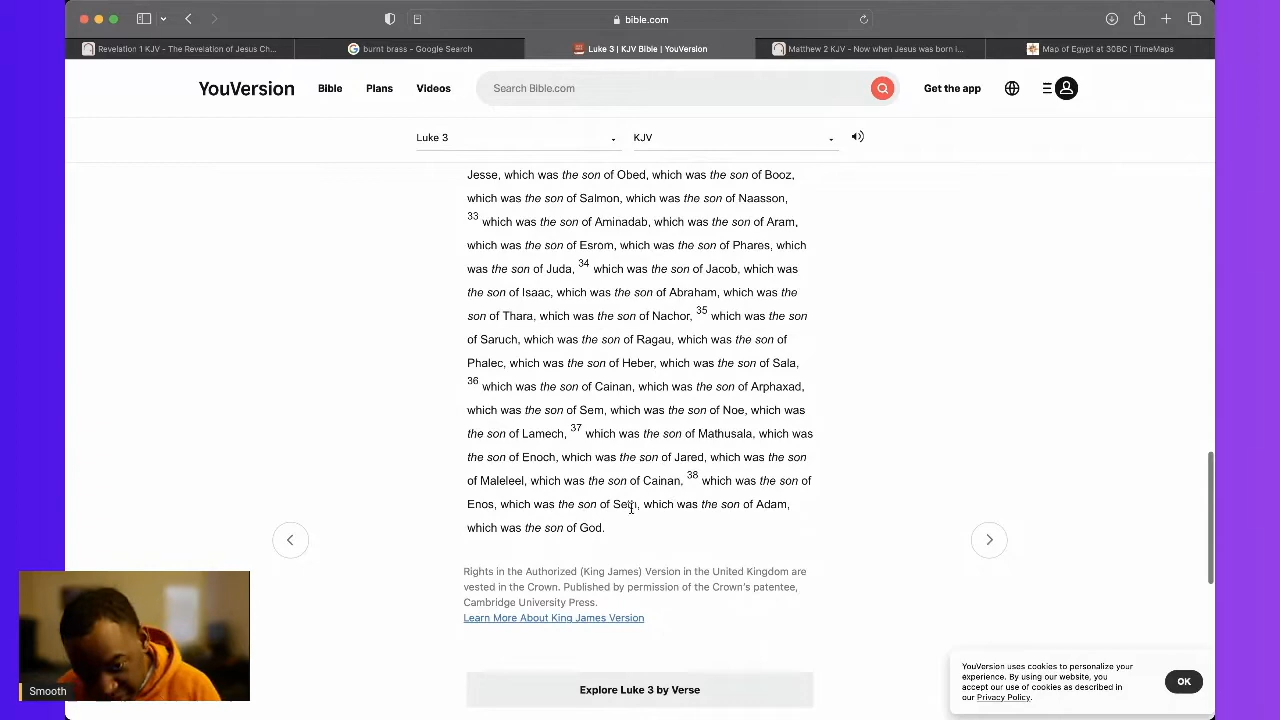 bible.com
Revelation 1 KJV - The Revelation of Jesus Ch...
burnt brass - Google Search
Luke 3 | KJV Bible | YouVersion
Matthew 2 KJV - Now when Jesus was born i...
Map of Egypt at 30BC | TimeMaps
YouVersion
Bible
Plans
Videos
Search Bible.com
Get the app
Luke 3
KJV
Jesse, which was the son of Obed, which was the son of Booz,
which was the son of Salmon, which was the son of Naasson,
33 which was the son of Aminadab, which was the son of Aram,
which was the son of Esrom, which was the son of Phares, which
was the son of Juda, 34 which was the son of Jacob, which was
the son of Isaac, which was the son of Abraham, which was the
son of Thara, which was the son of Nachor, 35 which was the son
of Saruch, which was the son of Ragau, which was the son of
Phalec, which was the son of Heber, which was the son of Sala,
36 which was the son of Cainan, which was the son of Arphaxad,
which was the son of Sem, which was the son of Noe, which was
the son of Lamech, 37 which was the son of Mathusala, which was
the son of Enoch, which was the son of Jared, which was the son
of Maleleel, which was the son of Cainan, 38 which was the son of
Enos, which was the son of Seth, which was the son of Adam,
which was the son of God.
Rights in the Authorized (King James) Version in the United Kingdom are
vested in the Crown. Published by permission of the Crown's patentee,
Cambridge University Press.
Learn More About King James Version
Explore Luke 3 by Verse
YouVersion uses cookies to personalize your
experience. By using our website, you
accept our use of cookies as described in
our Privacy Policy.
OK
Smooth